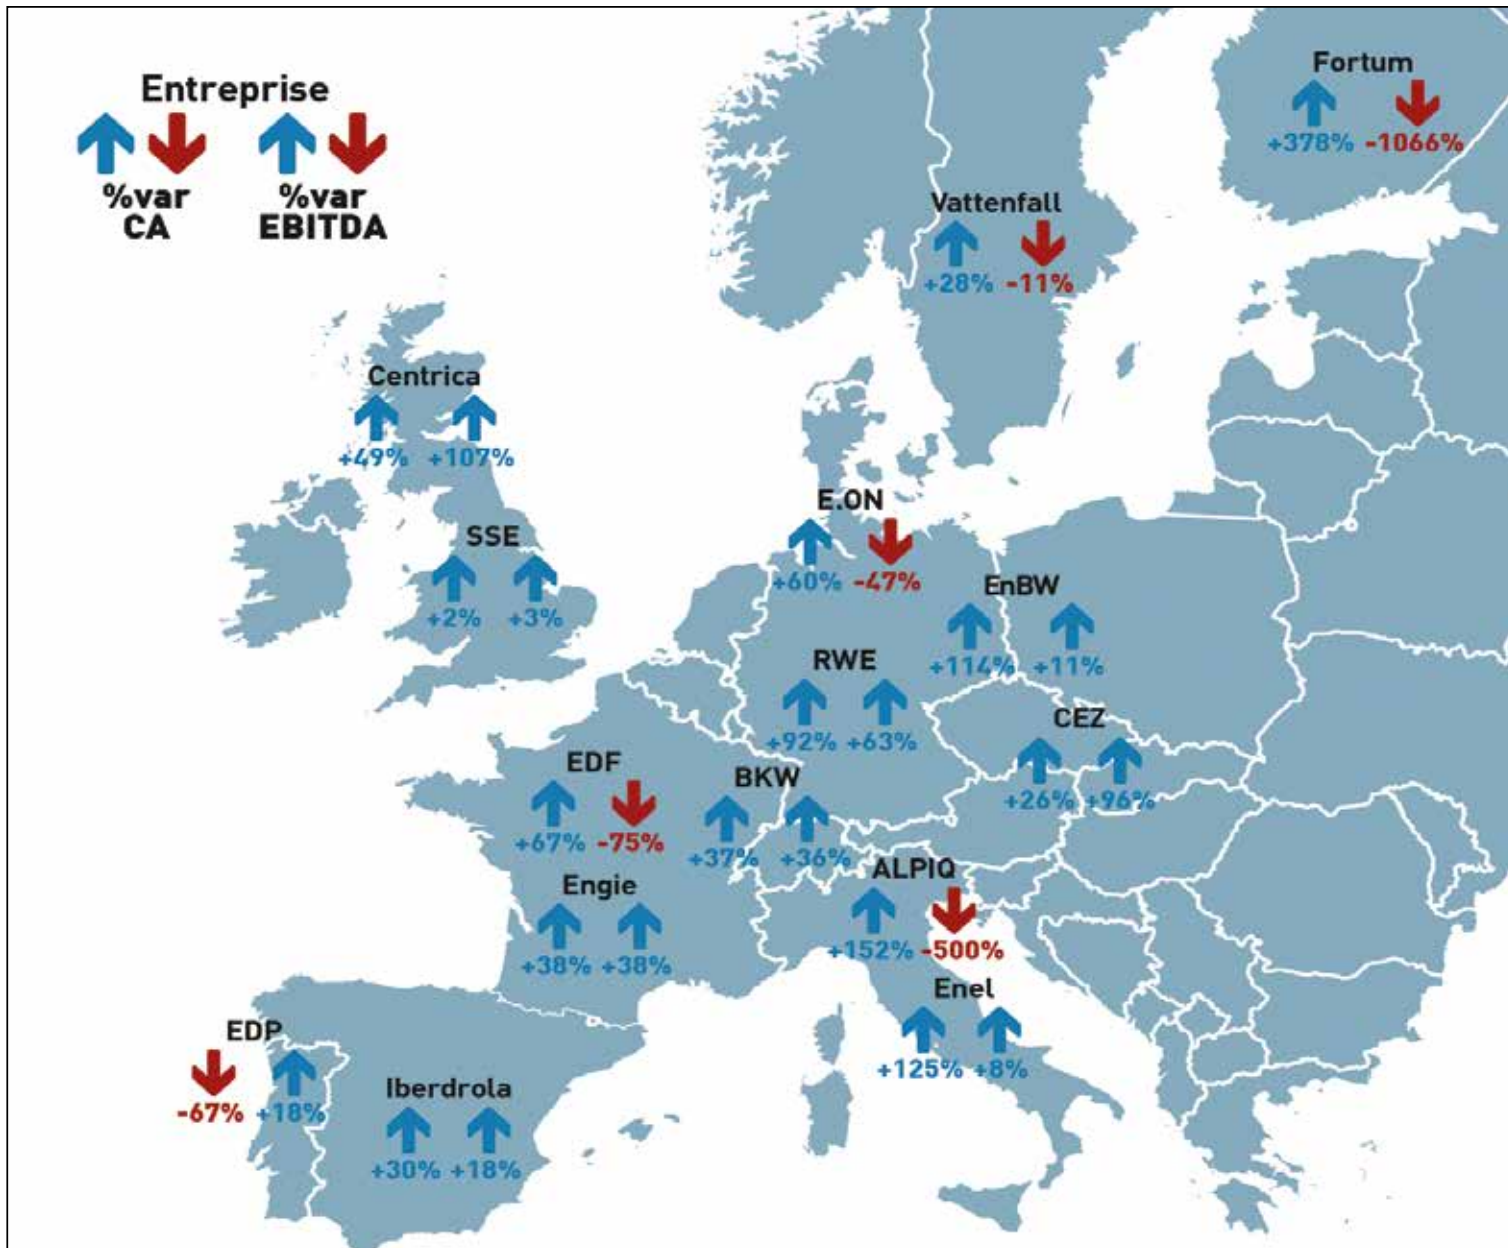 Entreprise
%var CA
%var EBITDA
Fortum
+378% -1066%
Vattenfall
+28% -11%
Centrica
+49% +107%
E.ON
+60% -47%
SSE
+2% +3%
EnBW
+114% +11%
RWE
+92% +63%
CEZ
+26% +96%
EDF
+67% -75%
BKW
+37% +36%
ALPIQ
+152% -500%
Engie
+38% +38%
Enel
+125% +8%
EDP
-67% +18%
Iberdrola
+30% +18%